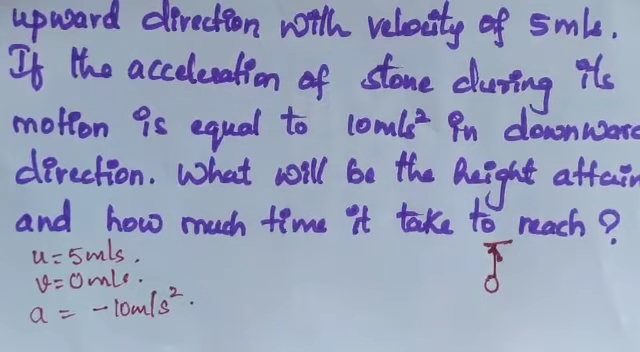 upward direction with velocity of 5m/s.
If the acceleration of stone during its
motion is equal to 10m/s² in downward
direction. What will be the height attain
and how much time it take to reach?
u = 5m/s.
v = 0m/s.
a = -10m/s².